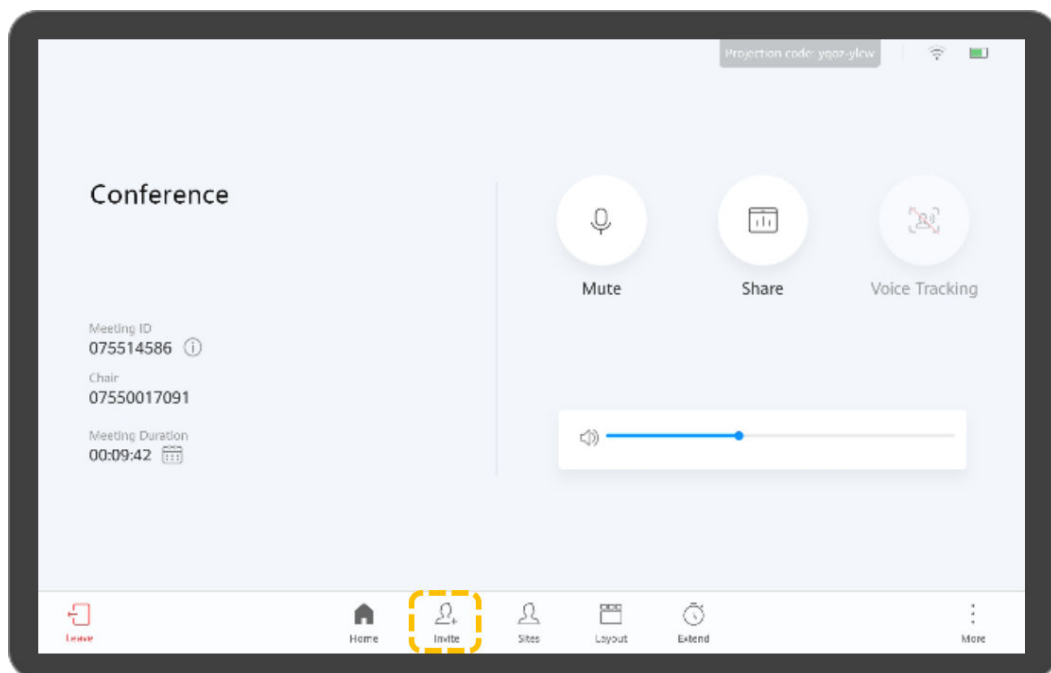 Projection code: yqoz-ylcw
Conference
Mute
Share
Voice Tracking
Meeting ID
075514586
Chair
07550017091
Meeting Duration
00:09:42
Leave
Home
Invite
Sites
Layout
Extend
More